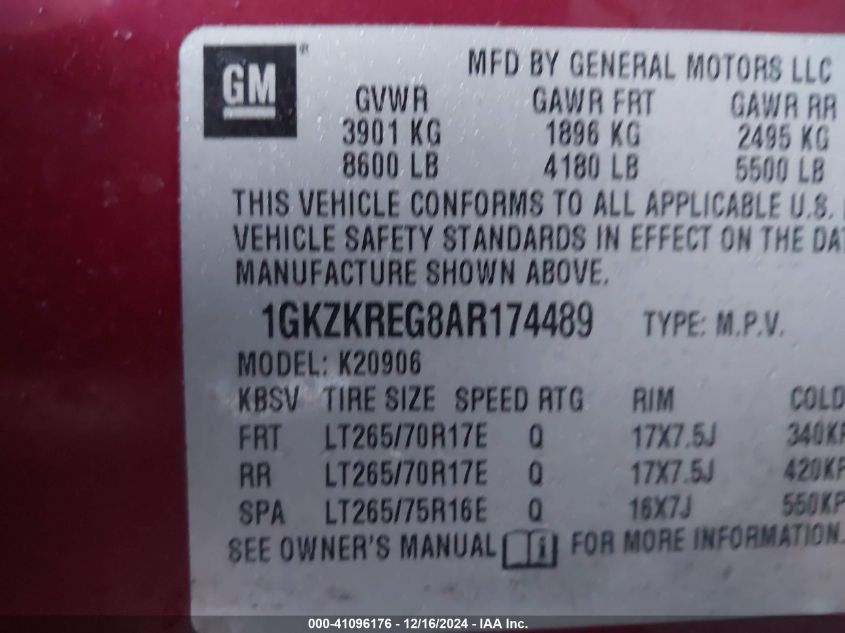 GM ®
MFD BY GENERAL MOTORS LLC
GVWR GAWR FRT GAWR RR
3901 KG 1896 KG 2495 KG
8600 LB 4180 LB 5500 LB
THIS VEHICLE CONFORMS TO ALL APPLICABLE U.S.
VEHICLE SAFETY STANDARDS IN EFFECT ON THE DAT
MANUFACTURE SHOWN ABOVE.
1GKZKREG8AR174489 TYPE: M.P.V.
MODEL: K20906
KBSV TIRE SIZE SPEED RTG RIM COLD
FRT LT265/70R17E Q 17X7.5J 340KP
RR LT265/70R17E Q 17X7.5J 420KP
SPA LT265/75R16E Q 16X7J 550KP
SEE OWNER'S MANUAL i FOR MORE INFORMATION.
000-41096176 - 12/16/2024 - IAA Inc.